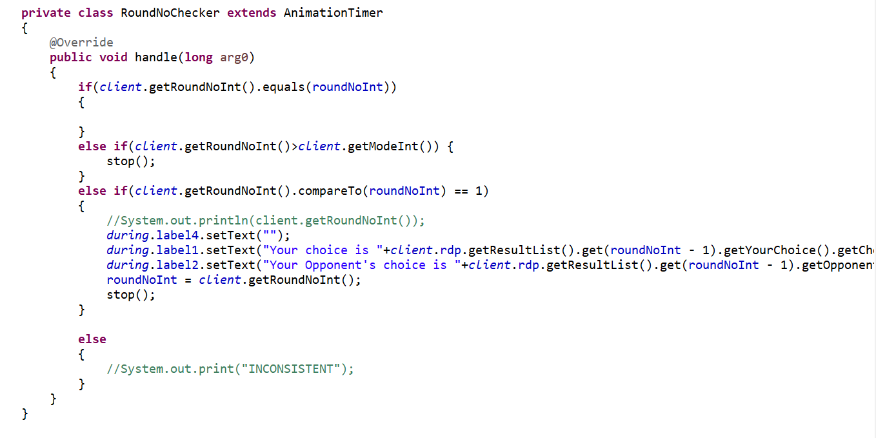 private class RoundNoChecker extends AnimationTimer
{
@Override
public void handle(long arg0)
{
if(client.getRoundNoInt().equals(roundNoInt))
{
}
else if(client.getRoundNoInt()>client.getModeInt()) {
stop();
}
else if(client.getRoundNoInt().compareTo(roundNoInt) == 1)
{
//System.out.println(client.getRoundNoInt());
during.label4.setText("");
during.label1.setText("Your choice is "+client.rdp.getResultList().get(roundNoInt - 1).getYourChoice().getCh
during.label2.setText("Your Opponent's choice is "+client.rdp.getResultList().get(roundNoInt - 1).getOpponen
roundNoInt = client.getRoundNoInt();
stop();
}
else
{
//System.out.print("INCONSISTENT");
}
}
}